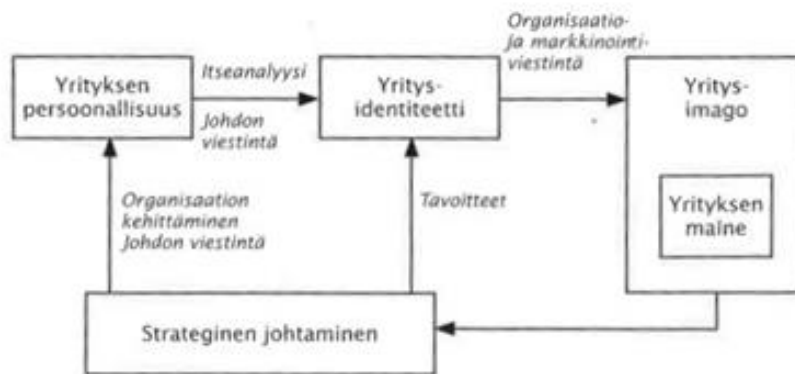 Organisaatio-
ja markkinointi-
viestintä
Yrityksen
persoonallisuus
Itseanalyysi
Johdon
viestintä
Yritys-
identiteetti
Yritys-
imago
Yrityksen
maine
Organisaation
kehittäminen
Johdon viestintä
Tavoitteet
Strateginen johtaminen